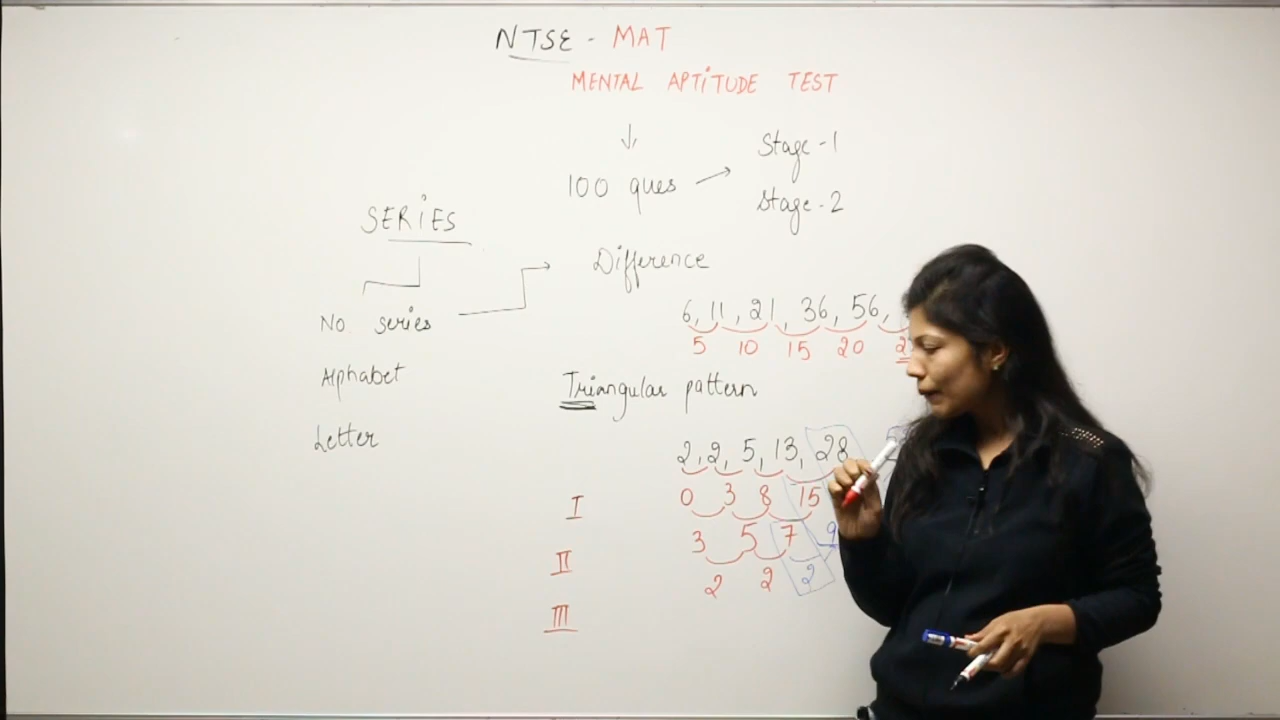 NTSE - MAT
MENTAL APTITUDE TEST
↓
100 ques → Stage -1
Stage - 2
SERIES
No. series → Difference
6, 11, 21, 36, 56,
5 10 15 20 2
Alphabet
Triangular pattern
Letter
2, 2, 5, 13, 28
I 0 3 8 15
II 3 5 7 9
2 2 2
III